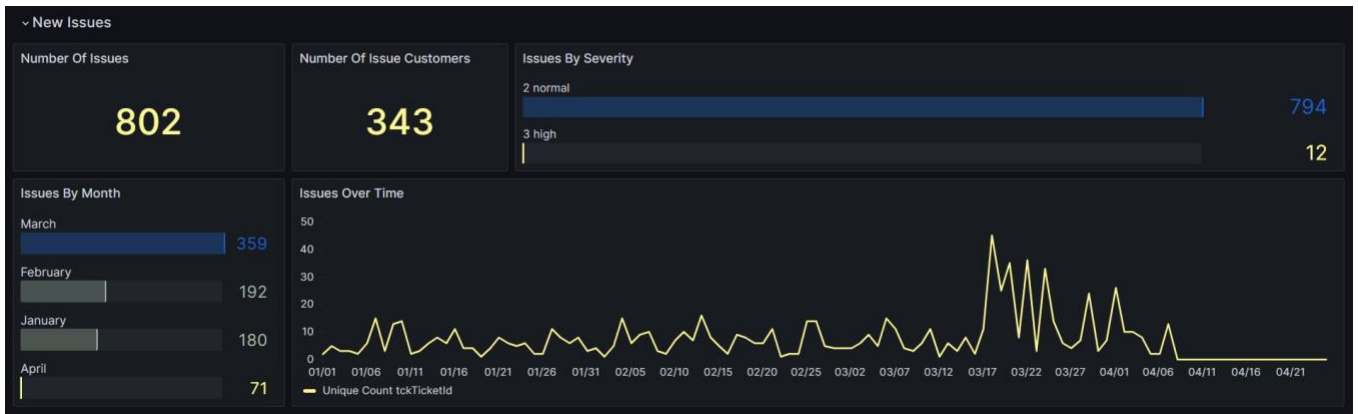 New Issues
Number Of Issues
802
Number Of Issue Customers
343
Issues By Severity
2 normal
794
3 high
12
Issues By Month
March
359
February
192
January
180
April
71
Issues Over Time
50
40
30
20
10
0
01/01 01/06 01/11 01/16 01/21 01/26 01/31 02/05 02/10 02/15 02/20 02/25 03/02 03/07 03/12 03/17 03/22 03/27 04/01 04/06 04/11 04/16 04/21
Unique Count tckTicketId